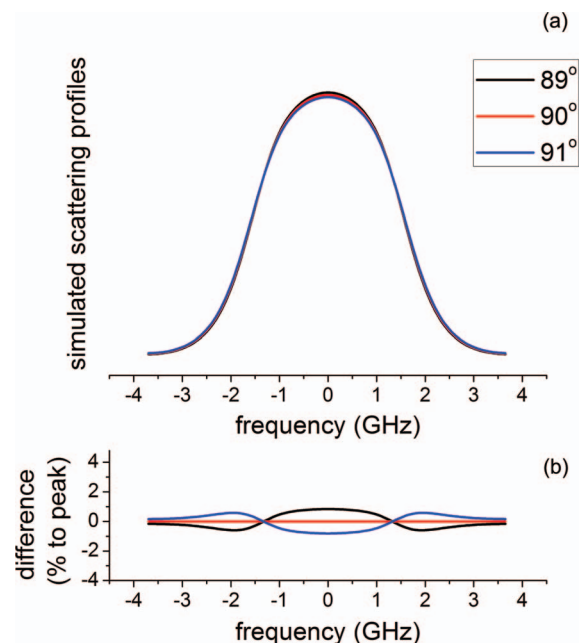 (a)
simulated scattering profiles
89°
90°
91°
-4 -3 -2 -1 0 1 2 3 4
frequency (GHz)
(b)
difference
(% to peak)
4
2
0
-2
-4
-4 -3 -2 -1 0 1 2 3 4
frequency (GHz)